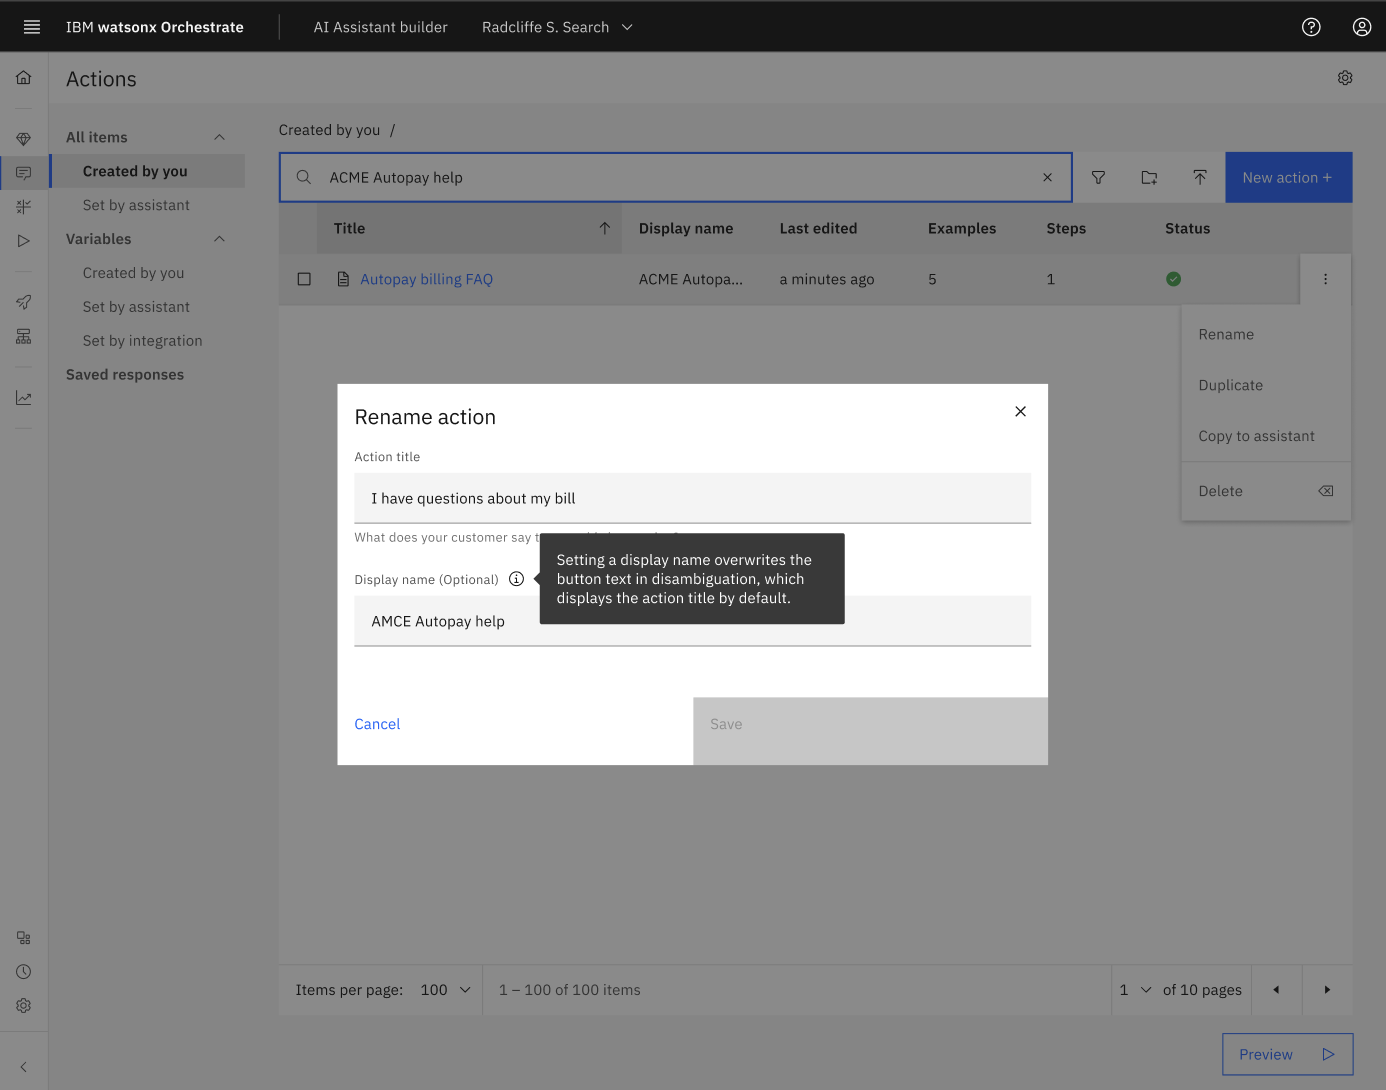 IBM watsonx Orchestrate
AI Assistant builder
Radcliffe S. Search
Actions
All items
Created by you
Set by assistant
Variables
Created by you
Set by assistant
Set by integration
Saved responses
Created by you /
ACME Autopay help
New action +
Title
Display name
Last edited
Examples
Steps
Status
Autopay billing FAQ
ACME Autopa...
a minutes ago
5
1
Rename
Duplicate
Copy to assistant
Delete
Rename action
Action title
I have questions about my bill
What does your customer say
Display name (Optional)
Setting a display name overwrites the
button text in disambiguation, which
displays the action title by default.
AMCE Autopay help
Cancel
Save
Items per page: 100
1 – 100 of 100 items
1
of 10 pages
Preview